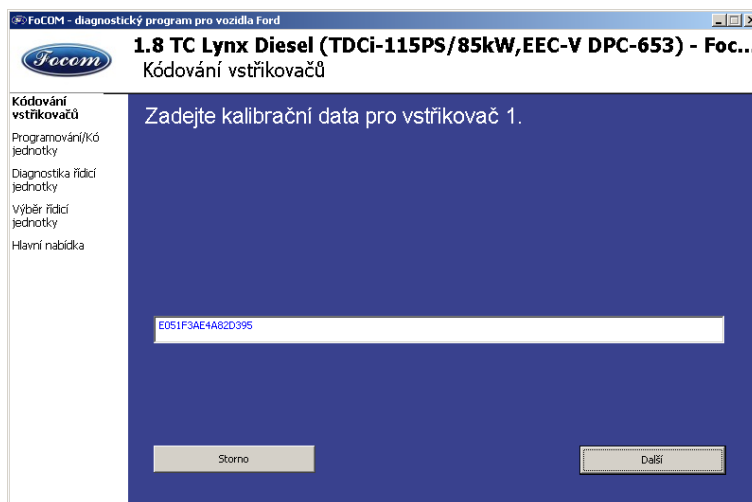 FoCOM - diagnostický program pro vozidla Ford
Focom
1.8 TC Lynx Diesel (TDCi-115PS/85kW,EEC-V DPC-653) - Foc...
Kódování vstřikovačů
Kódování
vstřikovačů
Programování/Kó
jednotky
Diagnostika řídicí
jednotky
Výběr řídicí
jednotky
Hlavní nabídka
Zadejte kalibrační data pro vstřikovač 1.
E051F3AE4A82D395
Storno
Další